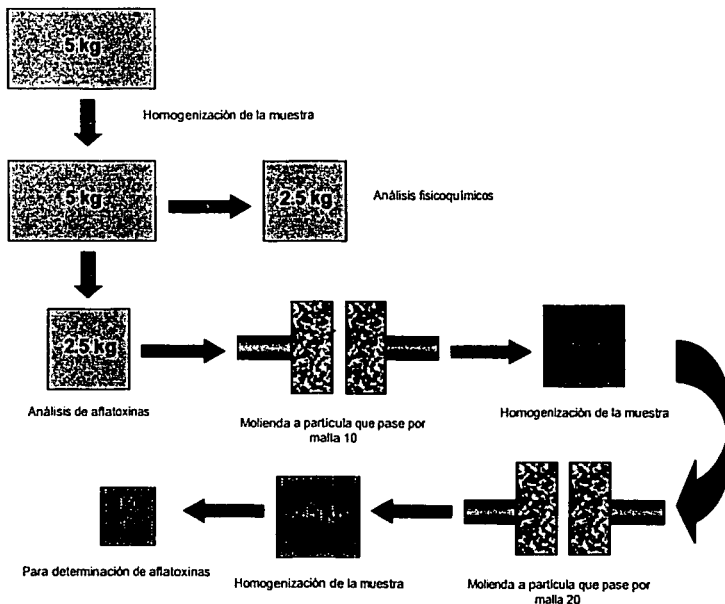 5 kg
Homogenización de la muestra
5 kg
2.5 kg
Análisis fisicoquímicos
2.5 kg
Análisis de aflatoxinas
Molienda a partícula que pase por
malla 10
Homogenización de la muestra
Para determinación de aflatoxinas
Homogenización de la muestra
Molienda a partícula que pase por
malla 20